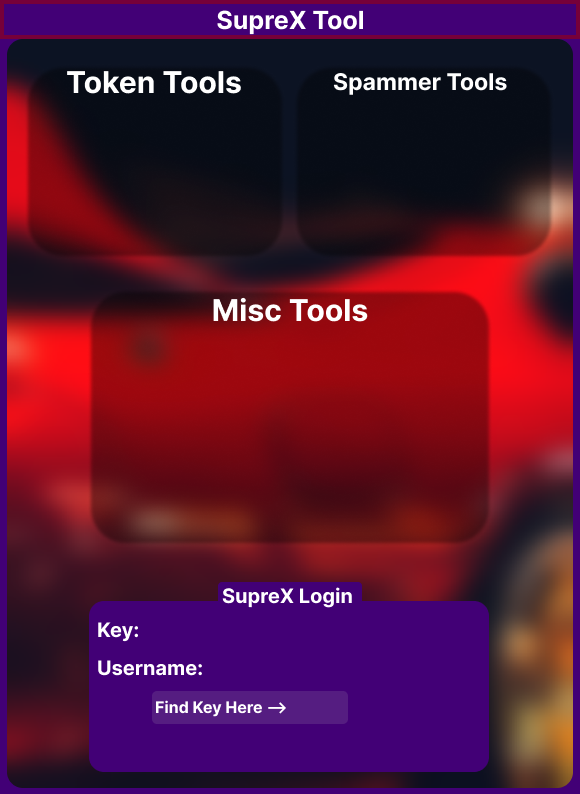 SupreX Tool
Token Tools
Spammer Tools
Misc Tools
SupreX Login
Key:
Username:
Find Key Here -->